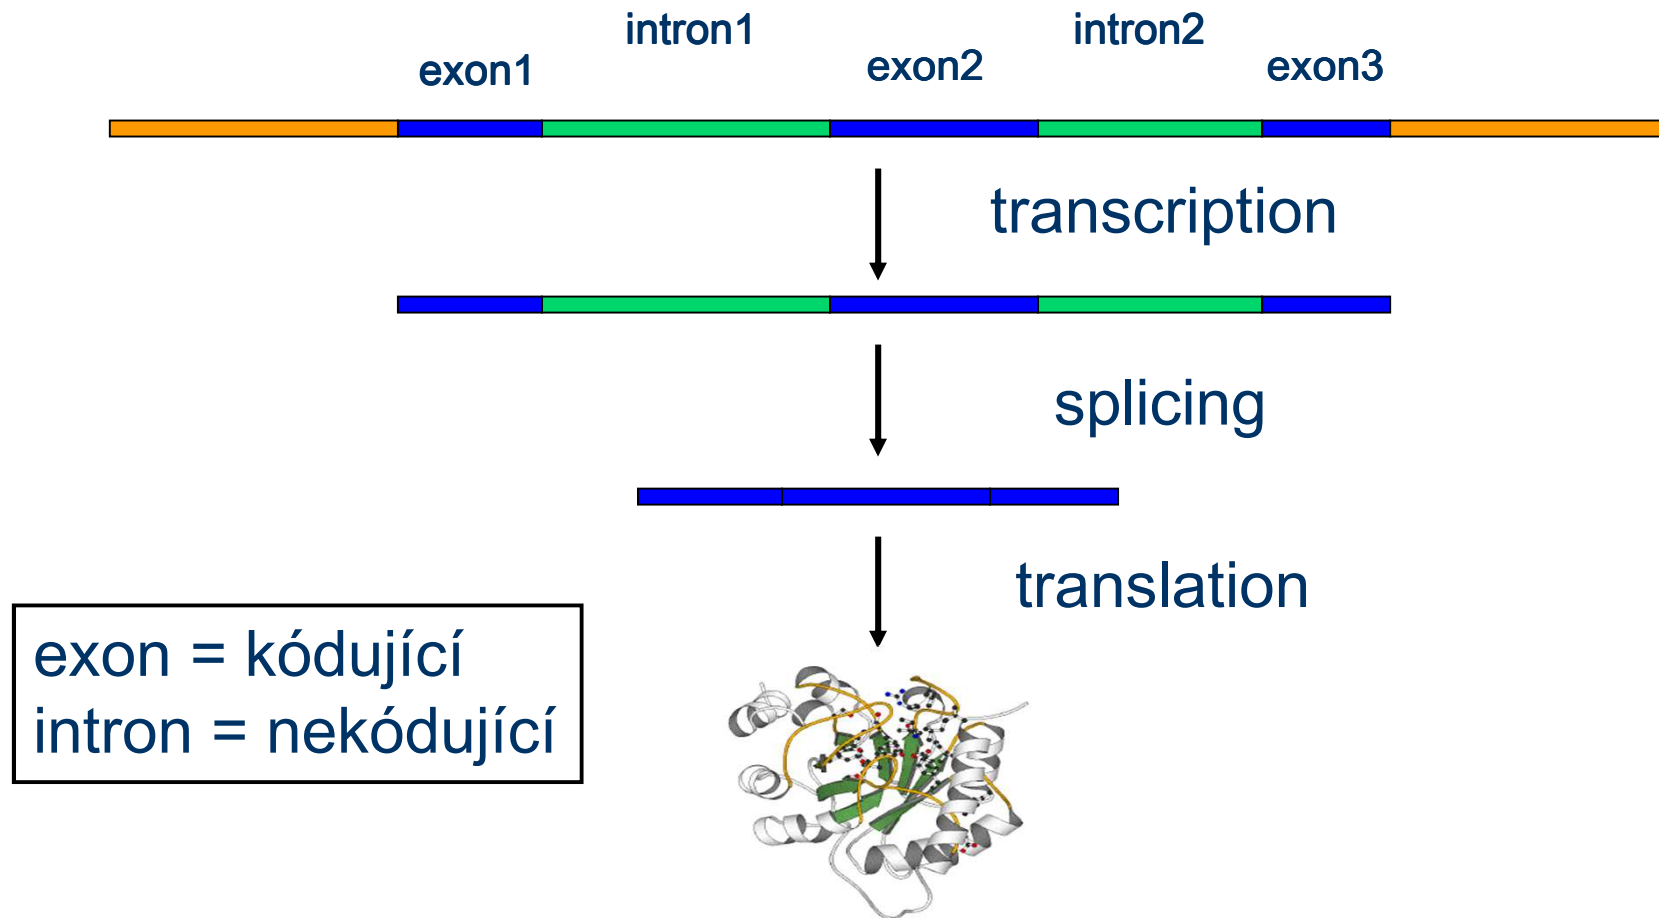 intron1
intron2
exon1
exon2
exon3
transcription
splicing
translation
exon = kódující
intron = nekódující